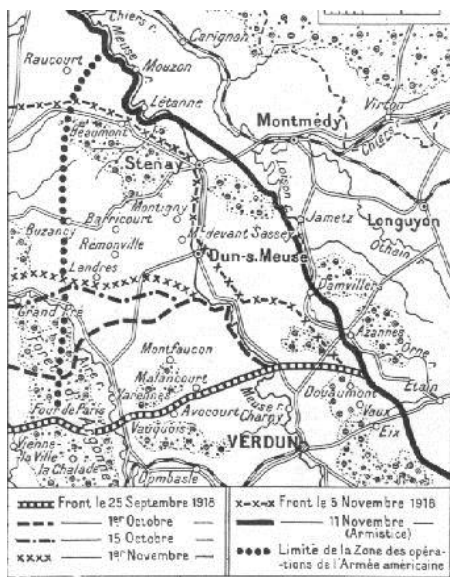 Chiers r.
Meuse r.
Carignan
Raucourt
Mouzon
Létanne
Virton
Beaumont
Montmédy
Chiers
Stenay
Loison
Montigny
Jametz
Longuyon
Buzancy
Barricourt
Mt devant Sassey
Remonville
Othain
Landres
Dun-s.Meuse
Damvillers
Grand Pré
Azannes
Orne r.
Montfaucon
Etain
Malancourt
Douaumont
Varennes
Meuse r.
Four de Paris
Avocourt
Charny
Vaux
Vauquois
Eix
Vienne-
la Ville
VERDUN
la Chalade
Dombasle
Front le 25 Septembre 1918
1er Octobre
15 Octobre
1er Novembre
Front le 5 Novembre 1918
11 Novembre
(Armistice)
Limite de la Zone des opéra-
tions de l'Armée américaine